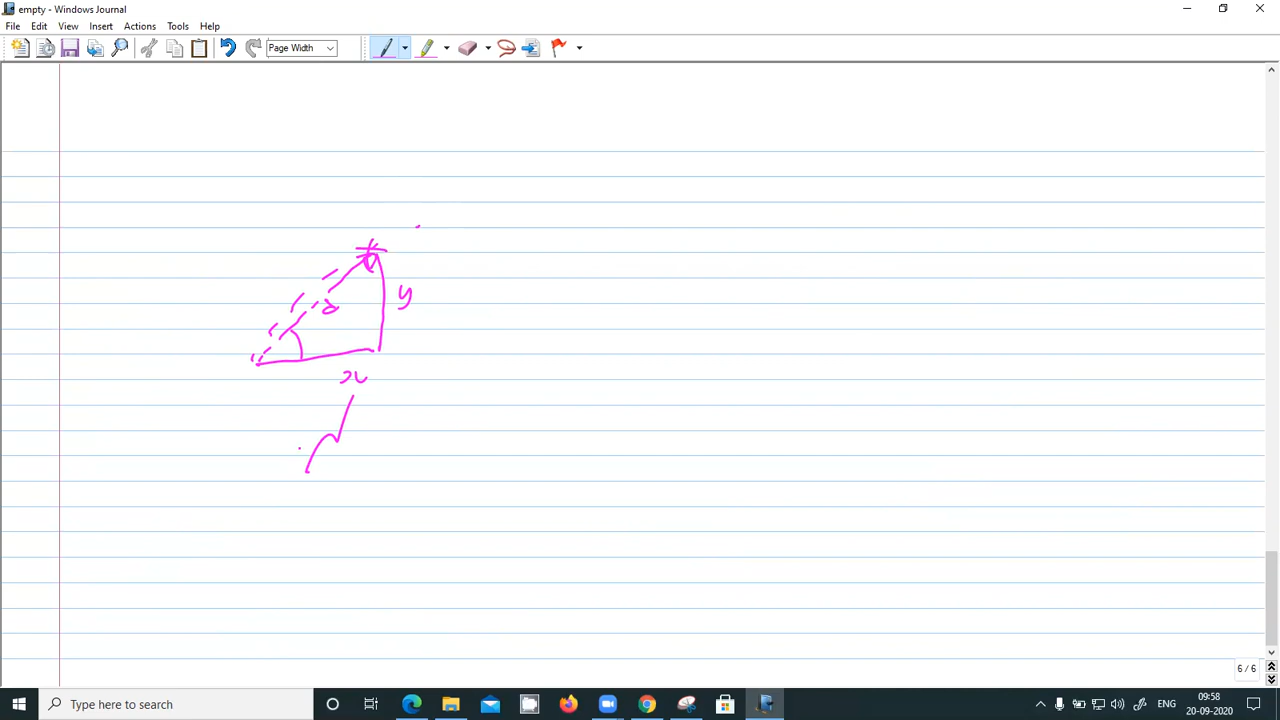 empty - Windows Journal
File Edit View Insert Actions Tools Help
Page Width
y
d
x
6 / 6
Type here to search
ENG
09:58
20-09-2020